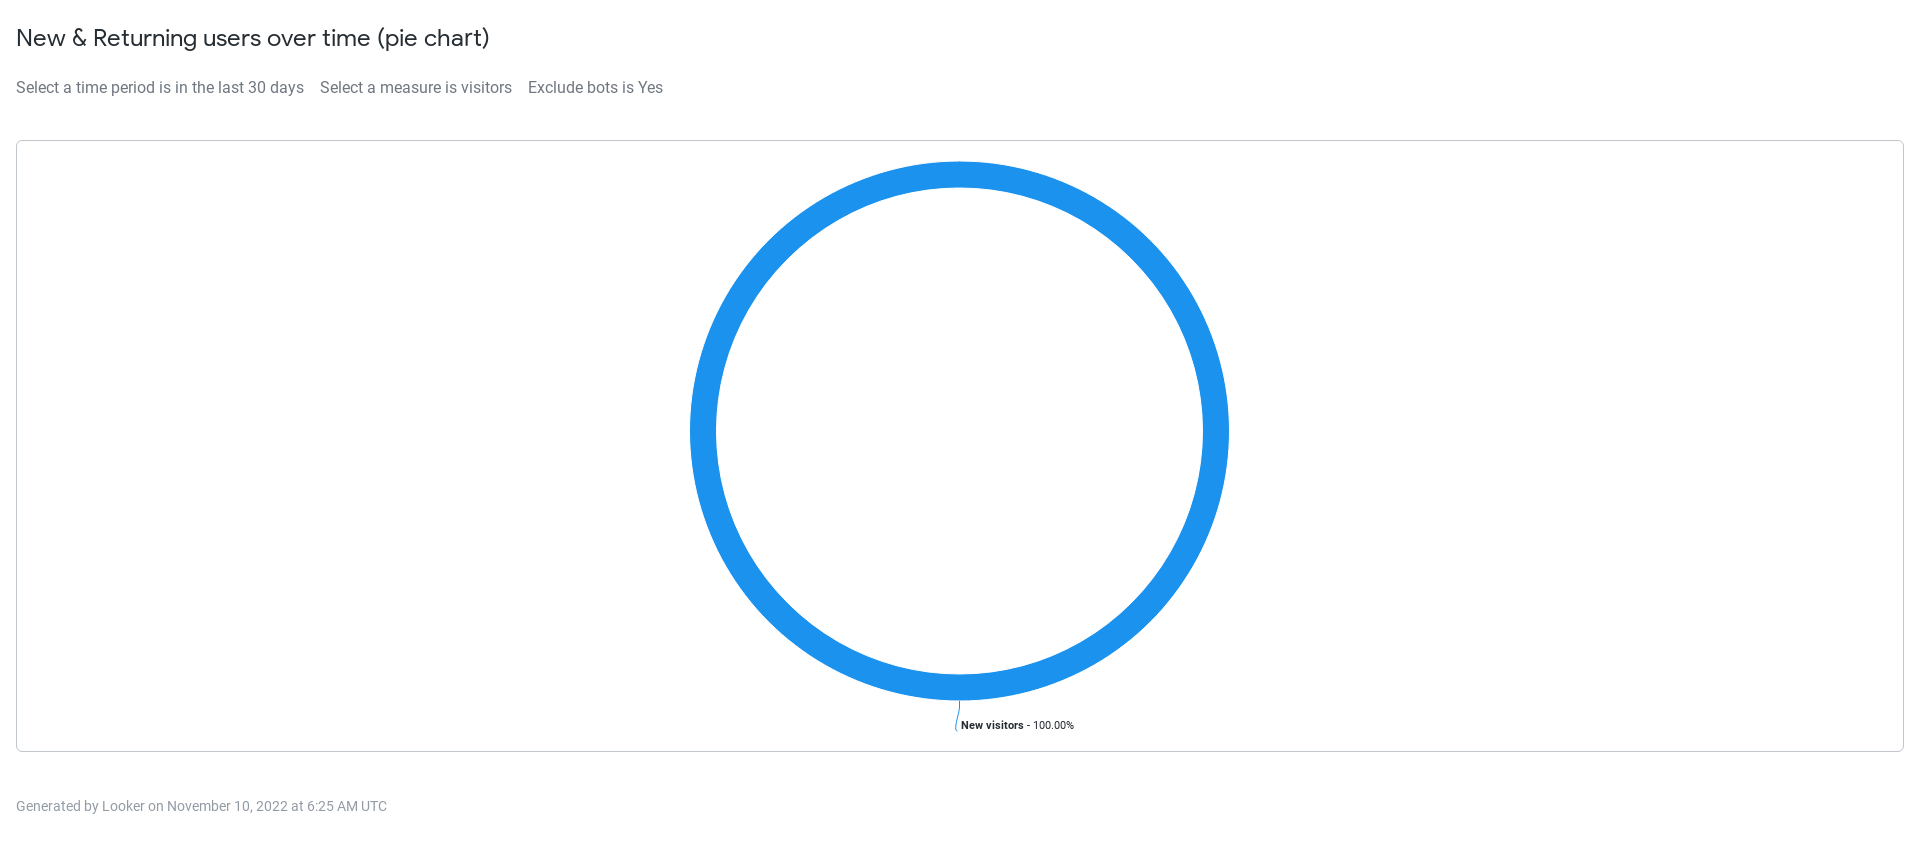 New & Returning users over time (pie chart)
Select a time period is in the last 30 days Select a measure is visitors Exclude bots is Yes
New visitors - 100.00%
Generated by Looker on November 10, 2022 at 6:25 AM UTC